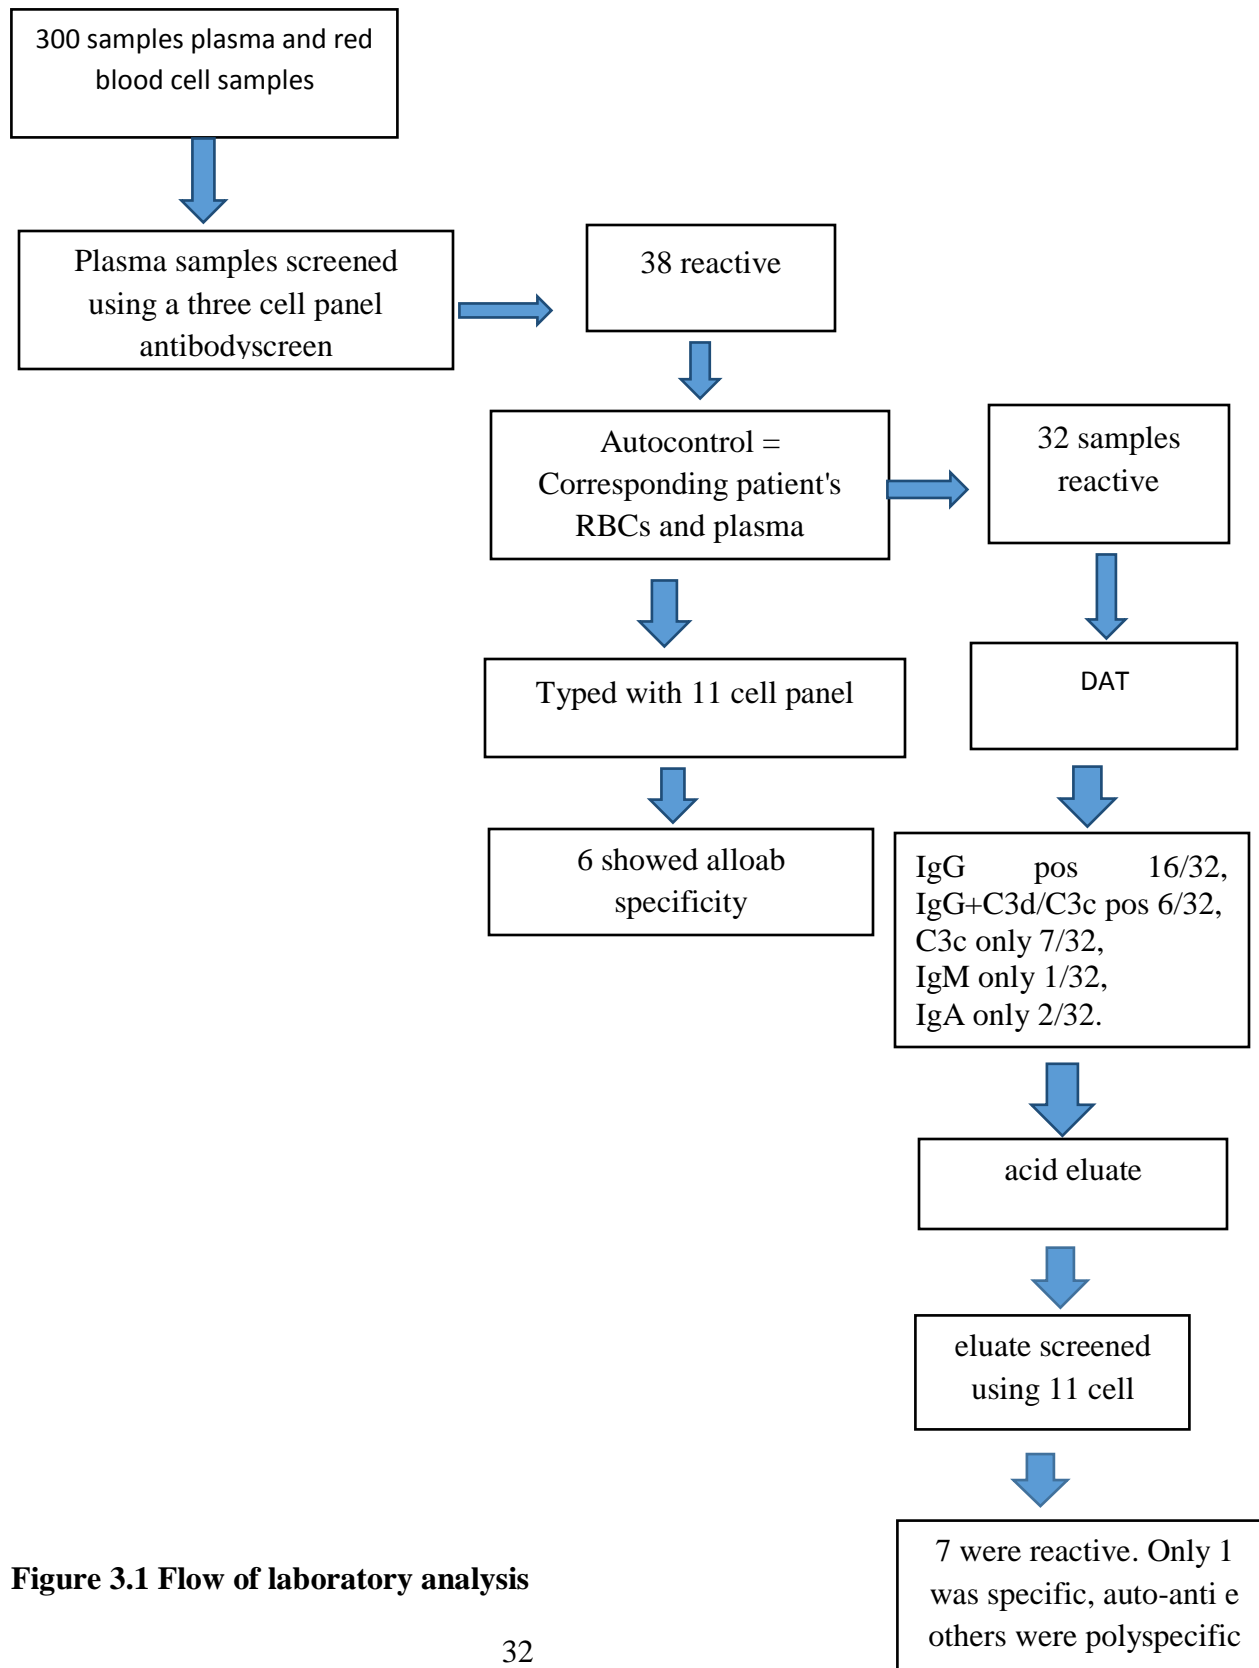 300 samples plasma and red
blood cell samples
Plasma samples screened
using a three cell panel
antibodyscreen
38 reactive
Autocontrol =
Corresponding patient's
RBCs and plasma
32 samples
reactive
Typed with 11 cell panel
DAT
6 showed alloab
specificity
IgG pos 16/32,
IgG+C3d/C3c pos 6/32,
C3c only 7/32,
IgM only 1/32,
IgA only 2/32.
acid eluate
eluate screened
using 11 cell
7 were reactive. Only 1
was specific, auto-anti e
others were polyspecific
Figure 3.1 Flow of laboratory analysis
32